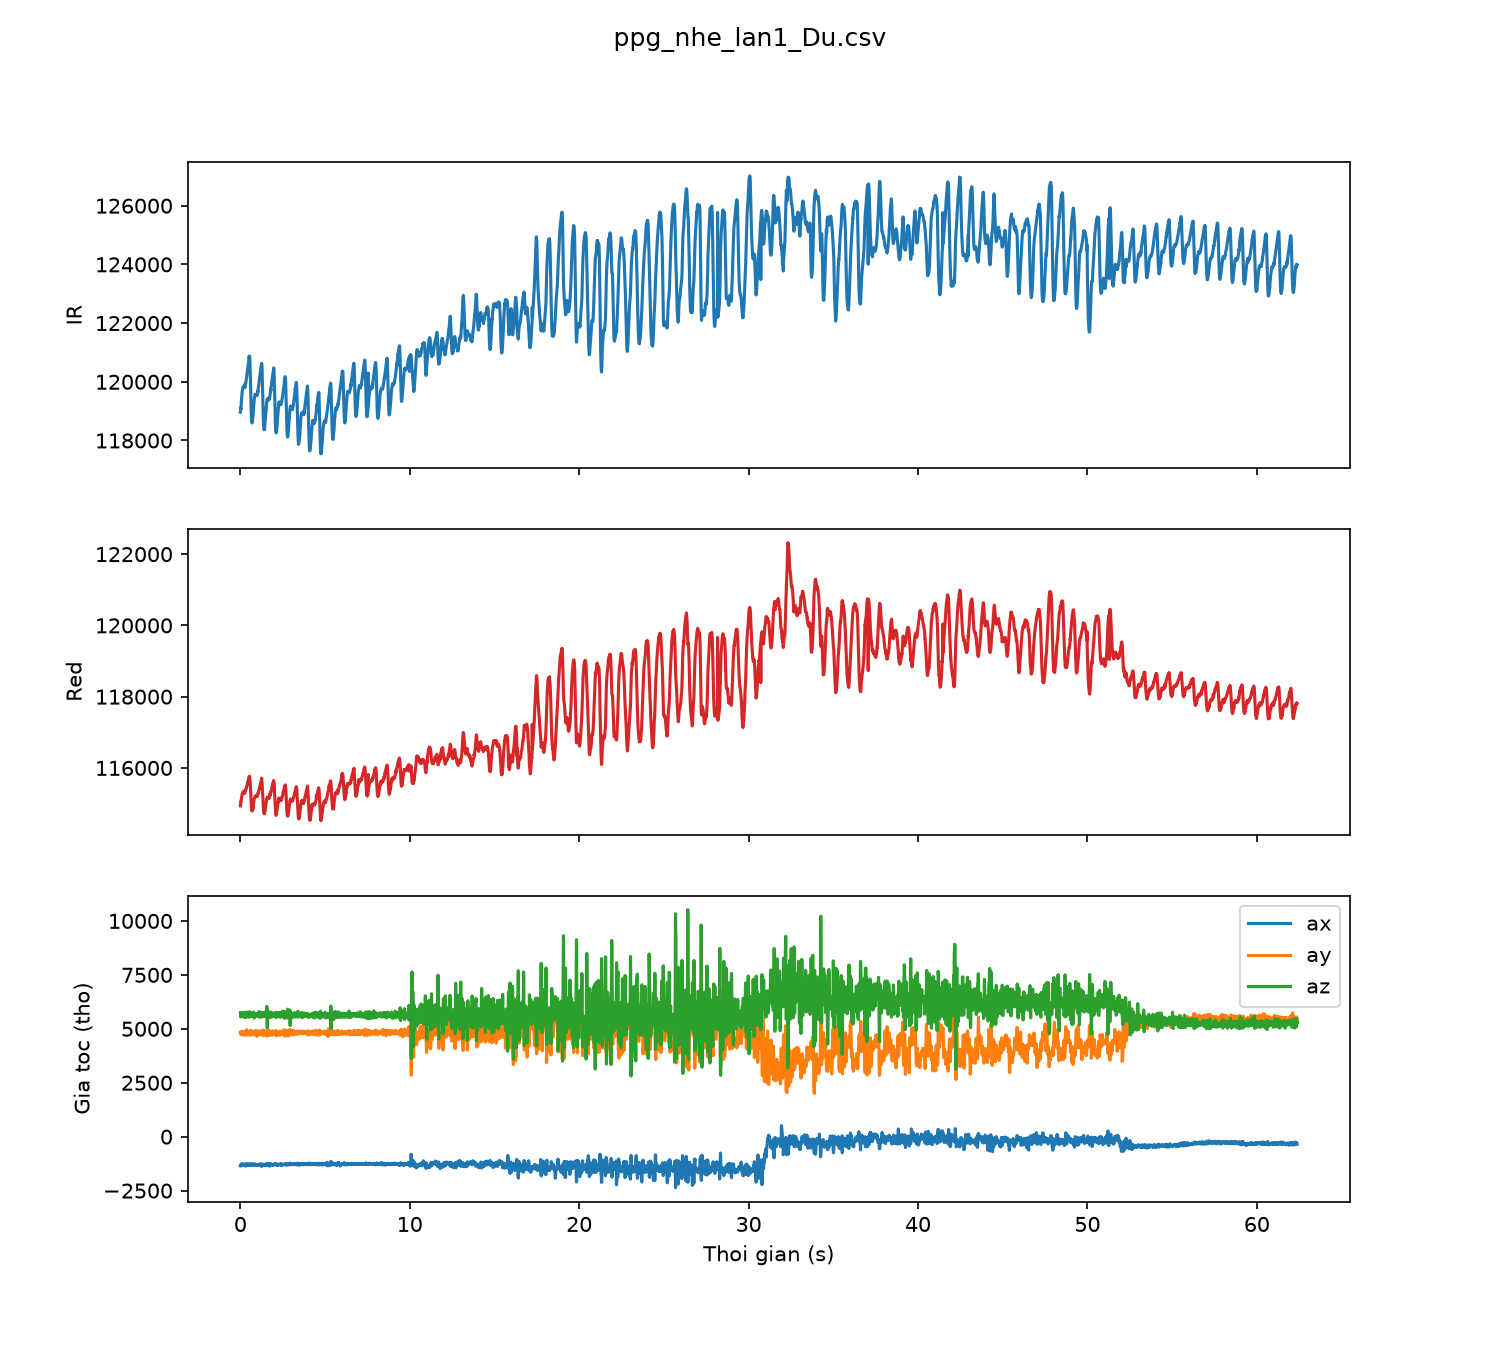 ppg_nhe_lan1_Du.csv
126000
124000
122000
120000
118000
IR
122000
120000
118000
116000
Red
10000
7500
5000
2500
0
−2500
Gia toc (tho)
ax
ay
az
0 10 20 30 40 50 60
Thoi gian (s)